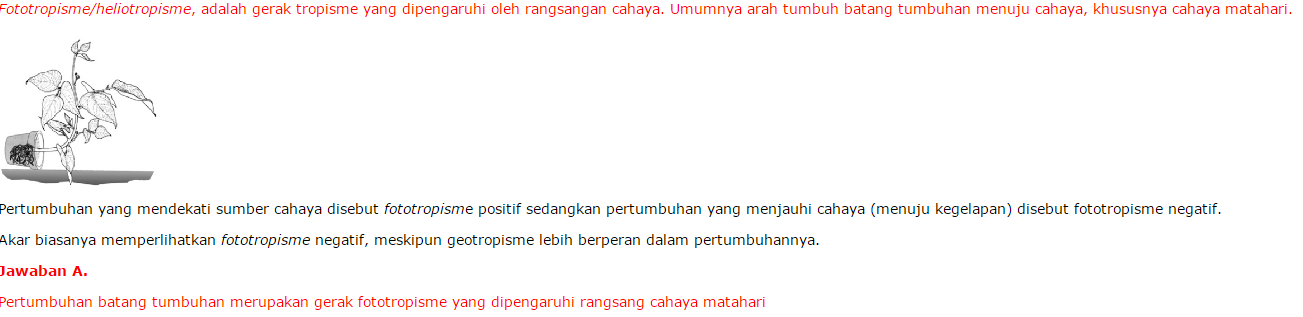 Fototropisme/heliotropisme, adalah gerak tropisme yang dipengaruhi oleh rangsangan cahaya. Umumnya arah tumbuh batang tumbuhan menuju cahaya, khususnya cahaya matahari.
Pertumbuhan yang mendekati sumber cahaya disebut fototropisme positif sedangkan pertumbuhan yang menjauhi cahaya (menuju kegelapan) disebut fototropisme negatif.
Akar biasanya memperlihatkan fototropisme negatif, meskipun geotropisme lebih berperan dalam pertumbuhannya.
Jawaban A.
Pertumbuhan batang tumbuhan merupakan gerak fototropisme yang dipengaruhi rangsang cahaya matahari